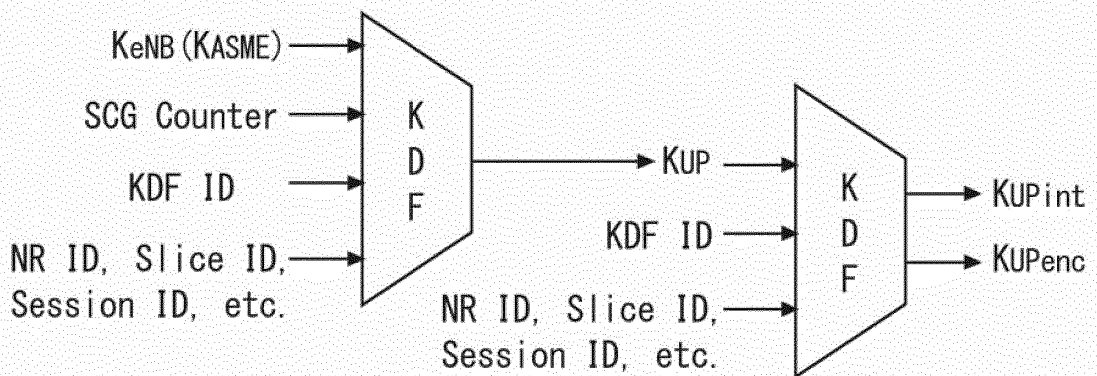 KeNB(KASME)
SCG Counter
KDF ID
NR ID, Slice ID,
Session ID, etc.
K
D
F
KUP
KDF ID
NR ID, Slice ID,
Session ID, etc.
K
D
F
KUPint
KUPenc